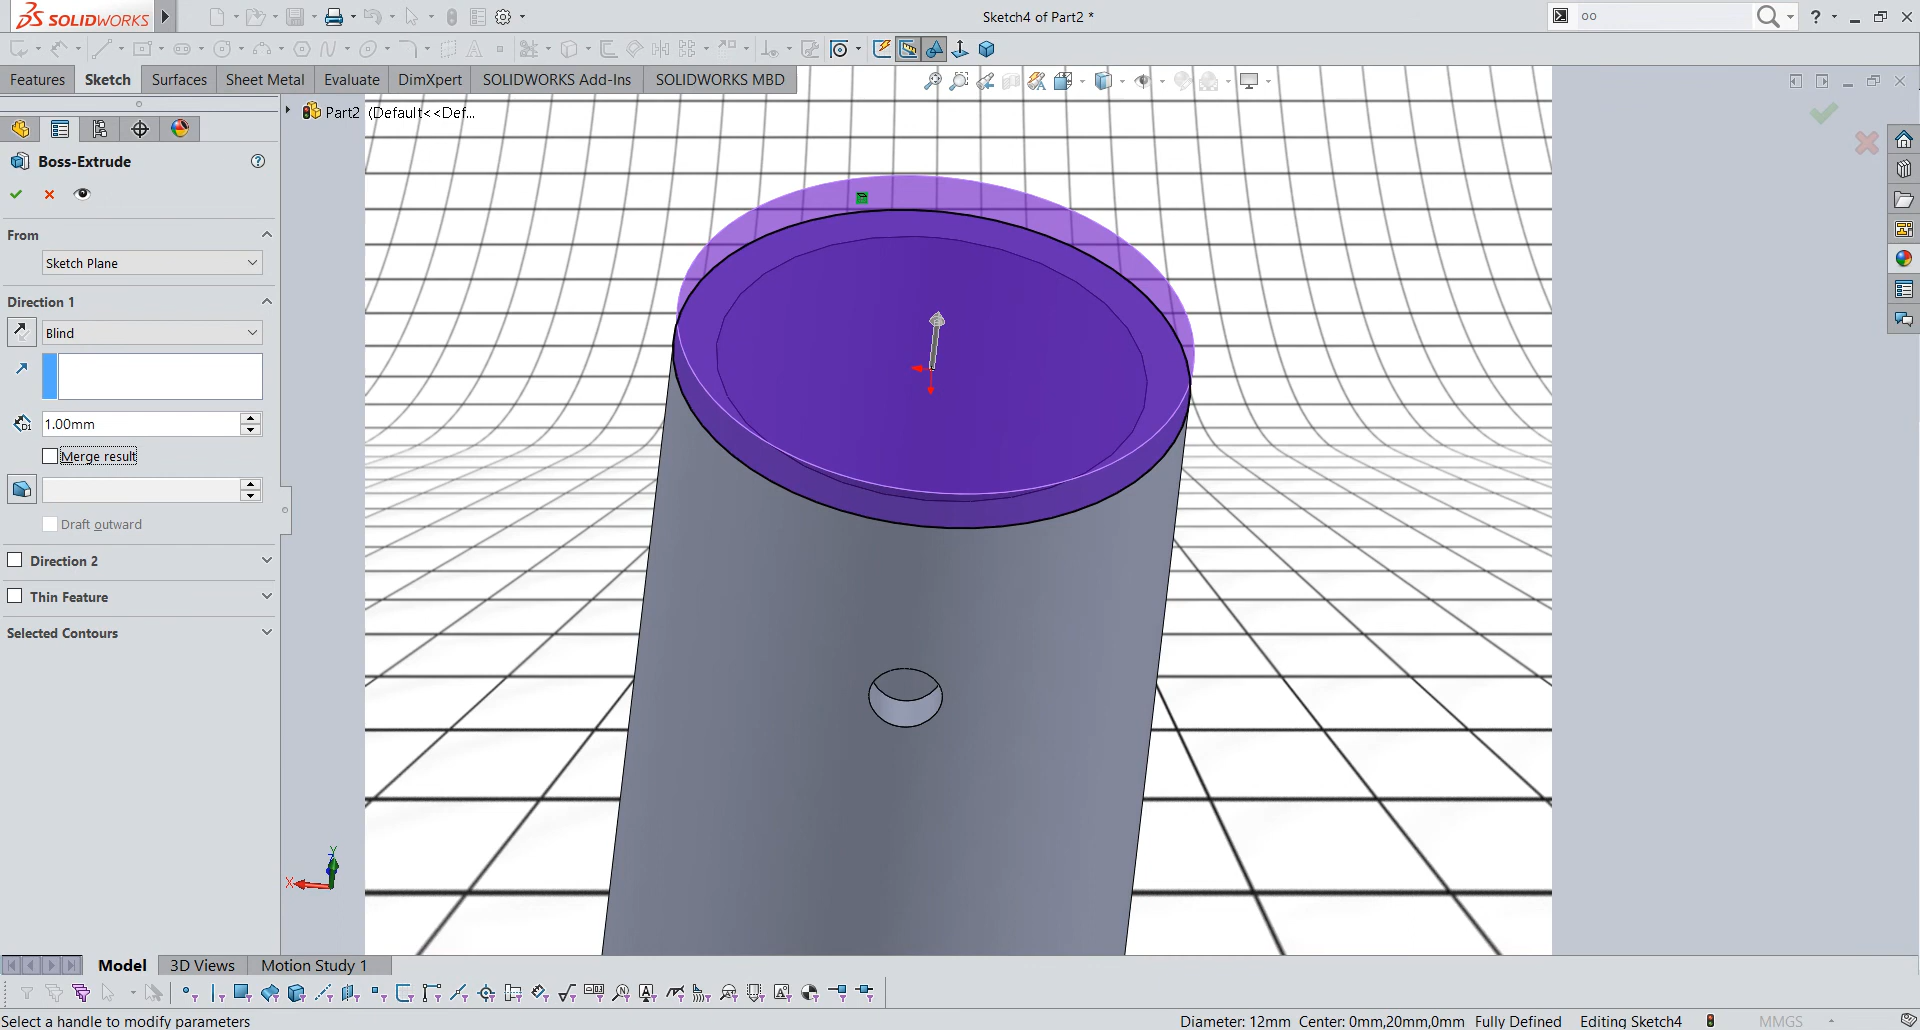 SOLIDWORKS
Sketch4 of Part2 *
oo
Features
Sketch
Surfaces
Sheet Metal
Evaluate
DimXpert
SOLIDWORKS Add-Ins
SOLIDWORKS MBD
Part2 (Default<<Def...
Boss-Extrude
From
Sketch Plane
Direction 1
Blind
1.00mm
Merge result
Draft outward
Direction 2
Thin Feature
Selected Contours
Y
X
Model
3D Views
Motion Study 1
Select a handle to modify parameters
Diameter: 12mm Center: 0mm,20mm,0mm
Fully Defined
Editing Sketch4
MMGS